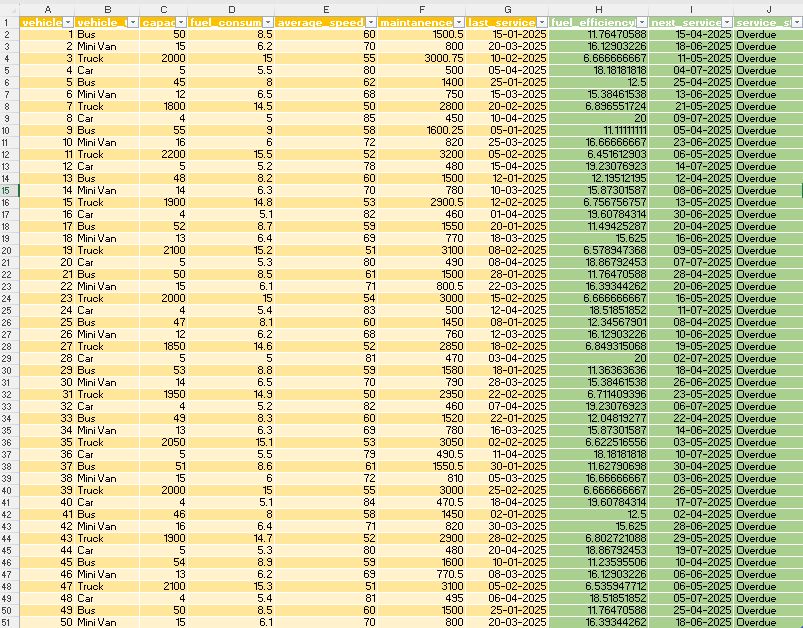 A B C D E F G H I J
1 vehicle vehicle_ capac fuel_consum average_speed maintanence last_service fuel_efficiency next_service service_s
2 1 Bus 50 8.5 60 1500.5 15-01-2025 11.76470588 15-04-2025 Overdue
3 2 Mini Van 15 6.2 70 800 20-03-2025 16.12903226 18-06-2025 Overdue
4 3 Truck 2000 15 55 3000.75 10-02-2025 6.666666667 11-05-2025 Overdue
5 4 Car 5 5.5 80 500 05-04-2025 18.18181818 04-07-2025 Overdue
6 5 Bus 45 8 62 1400 25-01-2025 12.5 25-04-2025 Overdue
7 6 Mini Van 12 6.5 68 750 15-03-2025 15.38461538 13-06-2025 Overdue
8 7 Truck 1800 14.5 50 2800 20-02-2025 6.896551724 21-05-2025 Overdue
9 8 Car 4 5 85 450 10-04-2025 20 09-07-2025 Overdue
10 9 Bus 55 9 58 1600.25 05-01-2025 11.11111111 05-04-2025 Overdue
11 10 Mini Van 16 6 72 820 25-03-2025 16.66666667 23-06-2025 Overdue
12 11 Truck 2200 15.5 52 3200 05-02-2025 6.451612903 06-05-2025 Overdue
13 12 Car 5 5.2 78 480 15-04-2025 19.23076923 14-07-2025 Overdue
14 13 Bus 48 8.2 60 1500 12-01-2025 12.19512195 12-04-2025 Overdue
15 14 Mini Van 14 6.3 70 780 10-03-2025 15.87301587 08-06-2025 Overdue
16 15 Truck 1900 14.8 53 2900.5 12-02-2025 6.756756757 13-05-2025 Overdue
17 16 Car 4 5.1 82 460 01-04-2025 19.60784314 30-06-2025 Overdue
18 17 Bus 52 8.7 59 1550 20-01-2025 11.49425287 20-04-2025 Overdue
19 18 Mini Van 13 6.4 69 770 18-03-2025 15.625 16-06-2025 Overdue
20 19 Truck 2100 15.2 51 3100 08-02-2025 6.578947368 09-05-2025 Overdue
21 20 Car 5 5.3 80 490 08-04-2025 18.86792453 07-07-2025 Overdue
22 21 Bus 50 8.5 61 1500 28-01-2025 11.76470588 28-04-2025 Overdue
23 22 Mini Van 15 6.1 71 800.5 22-03-2025 16.39344262 20-06-2025 Overdue
24 23 Truck 2000 15 54 3000 15-02-2025 6.666666667 16-05-2025 Overdue
25 24 Car 4 5.4 83 500 12-04-2025 18.51851852 11-07-2025 Overdue
26 25 Bus 47 8.1 60 1450 08-01-2025 12.34567901 08-04-2025 Overdue
27 26 Mini Van 12 6.2 68 760 12-03-2025 16.12903226 10-06-2025 Overdue
28 27 Truck 1850 14.6 52 2850 18-02-2025 6.849315068 19-05-2025 Overdue
29 28 Car 5 5 81 470 03-04-2025 20 02-07-2025 Overdue
30 29 Bus 53 8.8 59 1580 18-01-2025 11.36363636 18-04-2025 Overdue
31 30 Mini Van 14 6.5 70 790 28-03-2025 15.38461538 26-06-2025 Overdue
32 31 Truck 1950 14.9 50 2950 22-02-2025 6.711409396 23-05-2025 Overdue
33 32 Car 4 5.2 82 460 07-04-2025 19.23076923 06-07-2025 Overdue
34 33 Bus 49 8.3 60 1520 22-01-2025 12.04819277 22-04-2025 Overdue
35 34 Mini Van 13 6.3 69 780 16-03-2025 15.87301587 14-06-2025 Overdue
36 35 Truck 2050 15.1 53 3050 02-02-2025 6.622516556 03-05-2025 Overdue
37 36 Car 5 5.5 79 490.5 11-04-2025 18.18181818 10-07-2025 Overdue
38 37 Bus 51 8.6 61 1550.5 30-01-2025 11.62790698 30-04-2025 Overdue
39 38 Mini Van 15 6 72 810 05-03-2025 16.66666667 03-06-2025 Overdue
40 39 Truck 2000 15 55 3000 25-02-2025 6.666666667 26-05-2025 Overdue
41 40 Car 4 5.1 84 470.5 18-04-2025 19.60784314 17-07-2025 Overdue
42 41 Bus 46 8 58 1450 02-01-2025 12.5 02-04-2025 Overdue
43 42 Mini Van 16 6.4 71 820 30-03-2025 15.625 28-06-2025 Overdue
44 43 Truck 1900 14.7 52 2900 28-02-2025 6.802721088 29-05-2025 Overdue
45 44 Car 5 5.3 80 480 20-04-2025 18.86792453 19-07-2025 Overdue
46 45 Bus 54 8.9 59 1600 10-01-2025 11.23595506 10-04-2025 Overdue
47 46 Mini Van 13 6.2 69 770.5 08-03-2025 16.12903226 06-06-2025 Overdue
48 47 Truck 2100 15.3 51 3100 05-02-2025 6.535947712 06-05-2025 Overdue
49 48 Car 4 5.4 81 495 06-04-2025 18.51851852 05-07-2025 Overdue
50 49 Bus 50 8.5 60 1500 25-01-2025 11.76470588 25-04-2025 Overdue
51 50 Mini Van 15 6.1 70 800 20-03-2025 16.39344262 18-06-2025 Overdue